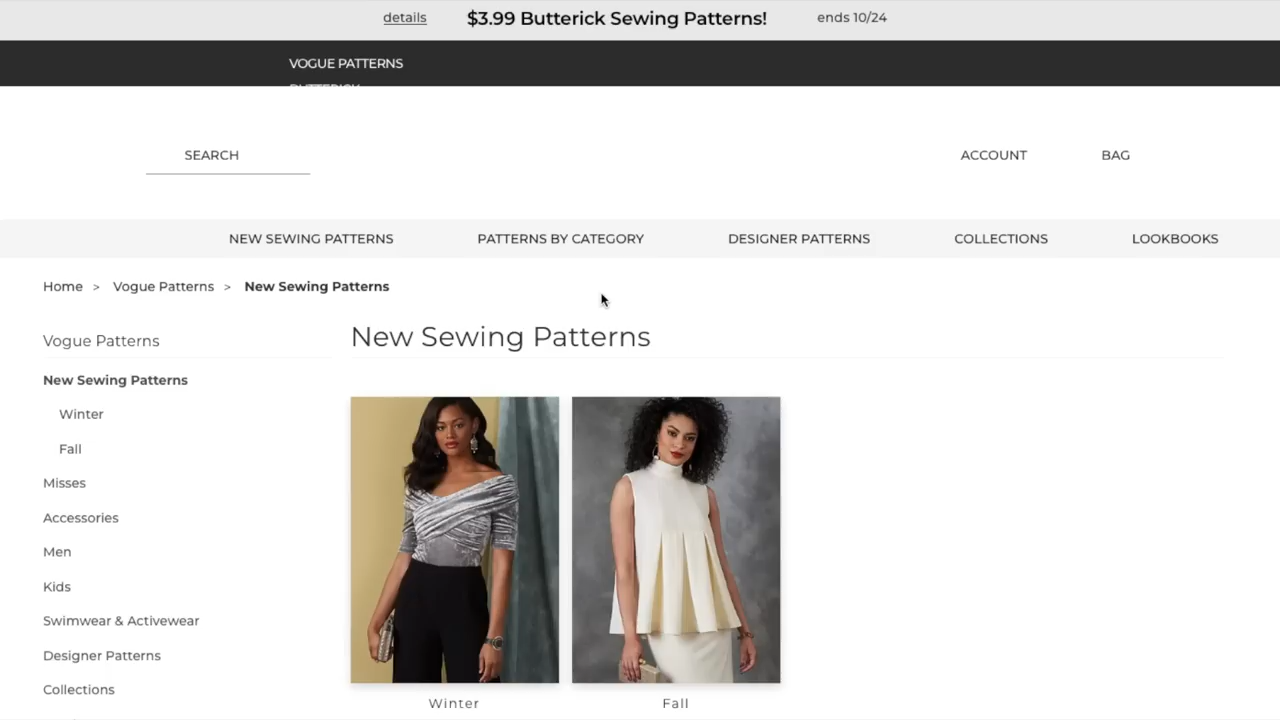 details $3.99 Butterick Sewing Patterns! ends 10/24
VOGUE PATTERNS
SEARCH ACCOUNT BAG
NEW SEWING PATTERNS PATTERNS BY CATEGORY DESIGNER PATTERNS COLLECTIONS LOOKBOOKS
Home > Vogue Patterns > New Sewing Patterns
Vogue Patterns
New Sewing Patterns
New Sewing Patterns
Winter
Fall
Misses
Accessories
Men
Kids
Swimwear & Activewear
Designer Patterns
Collections
Winter
Fall